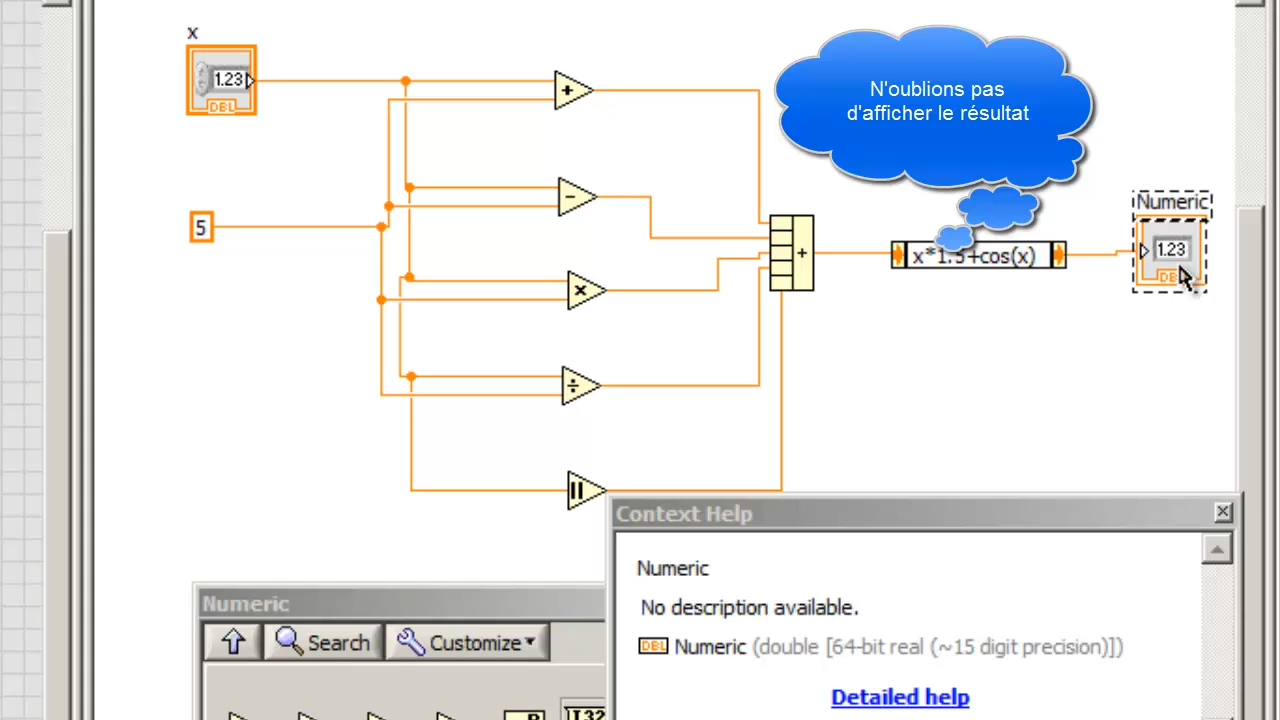 x
1.23
DBL
N'oublions pas
d'afficher le résultat
+
5
−
Numeric
+
x*1.5+cos(x)
1.23
×
÷
Context Help
Numeric
No description available.
DBL Numeric (double [64-bit real (~15 digit precision)])
Detailed help
Numeric
Search
Customize
I32